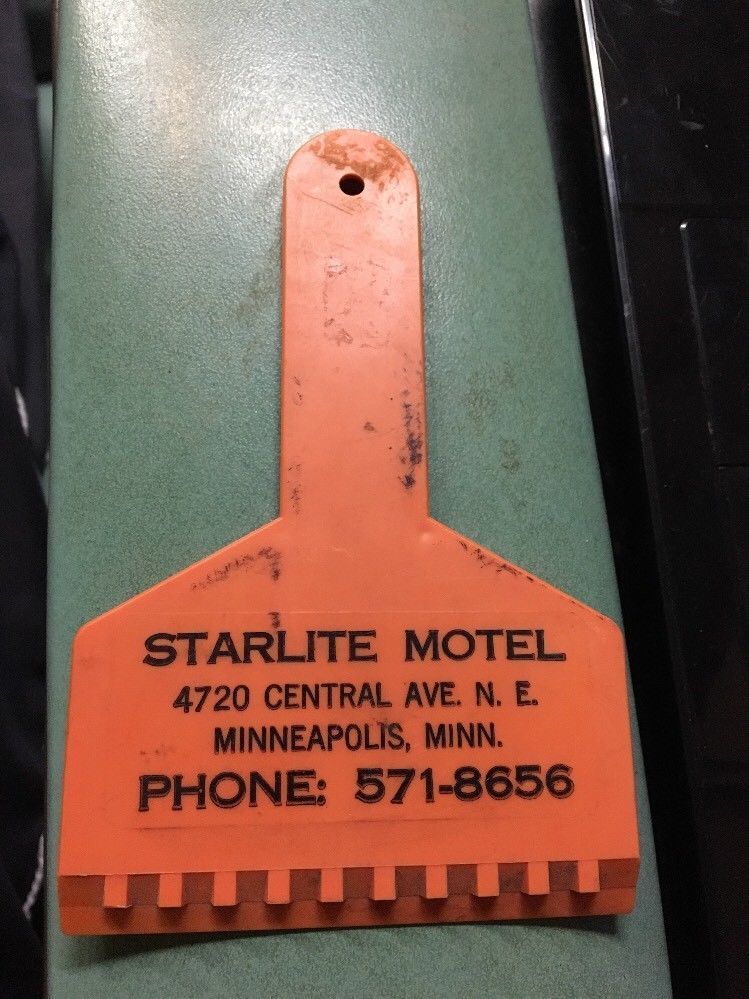 STARLITE MOTEL
4720 CENTRAL AVE. N. E.
MINNEAPOLIS, MINN.
PHONE: 571-8656